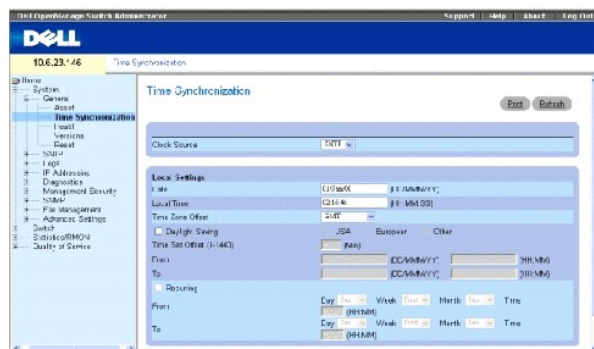 Dell OpenManage Switch Administrator
Support Help About Log Out
DELL
10.6.23.146
Time Synchronization
Home
System
General
Asset
Time Synchronization
Health
Versions
Reset
SNTP
Logs
IP Addressing
Diagnostics
Management Security
SNMP
File Management
Advanced Settings
Switch
Statistics/RMON
Quality of Service
Time Synchronization
Print Refresh
Clock Source
SNTP
Local Settings
Date
(DD/MMM/YY)
Local Time
(HH:MM:SS)
Time Zone Offset
GMT
Daylight Saving
USA European Other
Time Set Offset (1-1440)
(Min)
From
(DD/MMM/YY) (HH:MM)
To
(DD/MMM/YY) (HH:MM)
Recurring
From
Day Week First Month Time
(HH:MM)
To
Day Week First Month Time
(HH:MM)